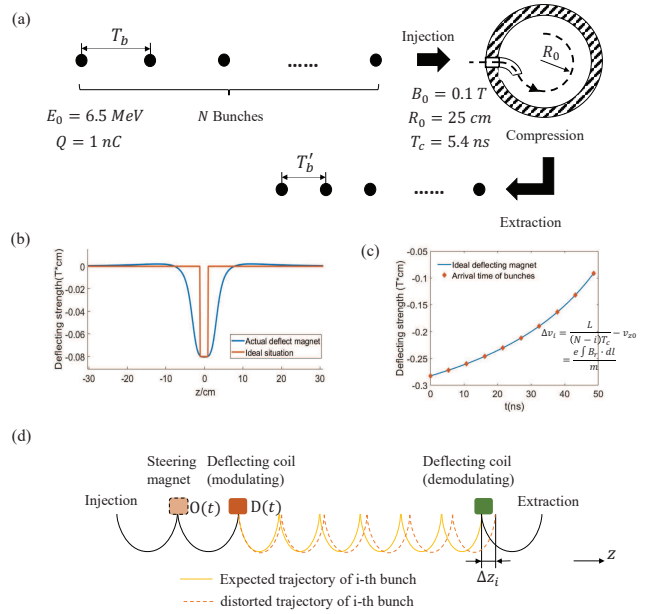 (a)
T_b
Injection
R_0
......
E_0 = 6.5 MeV
Q = 1 nC
N Bunches
B_0 = 0.1 T
R_0 = 25 cm
T_c = 5.4 ns
Compression
T_b'
......
Extraction
(b)
Deflecting strength(T*cm)
0
-0.02
-0.04
-0.06
-0.08
Actual deflect magnet
Ideal situation
-30 -20 -10 0 10 20 30
z/cm
(c)
Deflecting strength (T*cm)
-0.05
-0.1
-0.15
-0.2
-0.25
-0.3
Ideal deflecting magnet
Arrival time of bunches
Δv_i = L / (N − i)T_c − v_z0
= e ∫ B_r · dl / m
0 10 20 30 40 50
t(ns)
(d)
Steering magnet
Deflecting coil (modulating)
Deflecting coil (demodulating)
Injection
O(t)
D(t)
Extraction
Δz_i
z
Expected trajectory of i-th bunch
distorted trajectory of i-th bunch